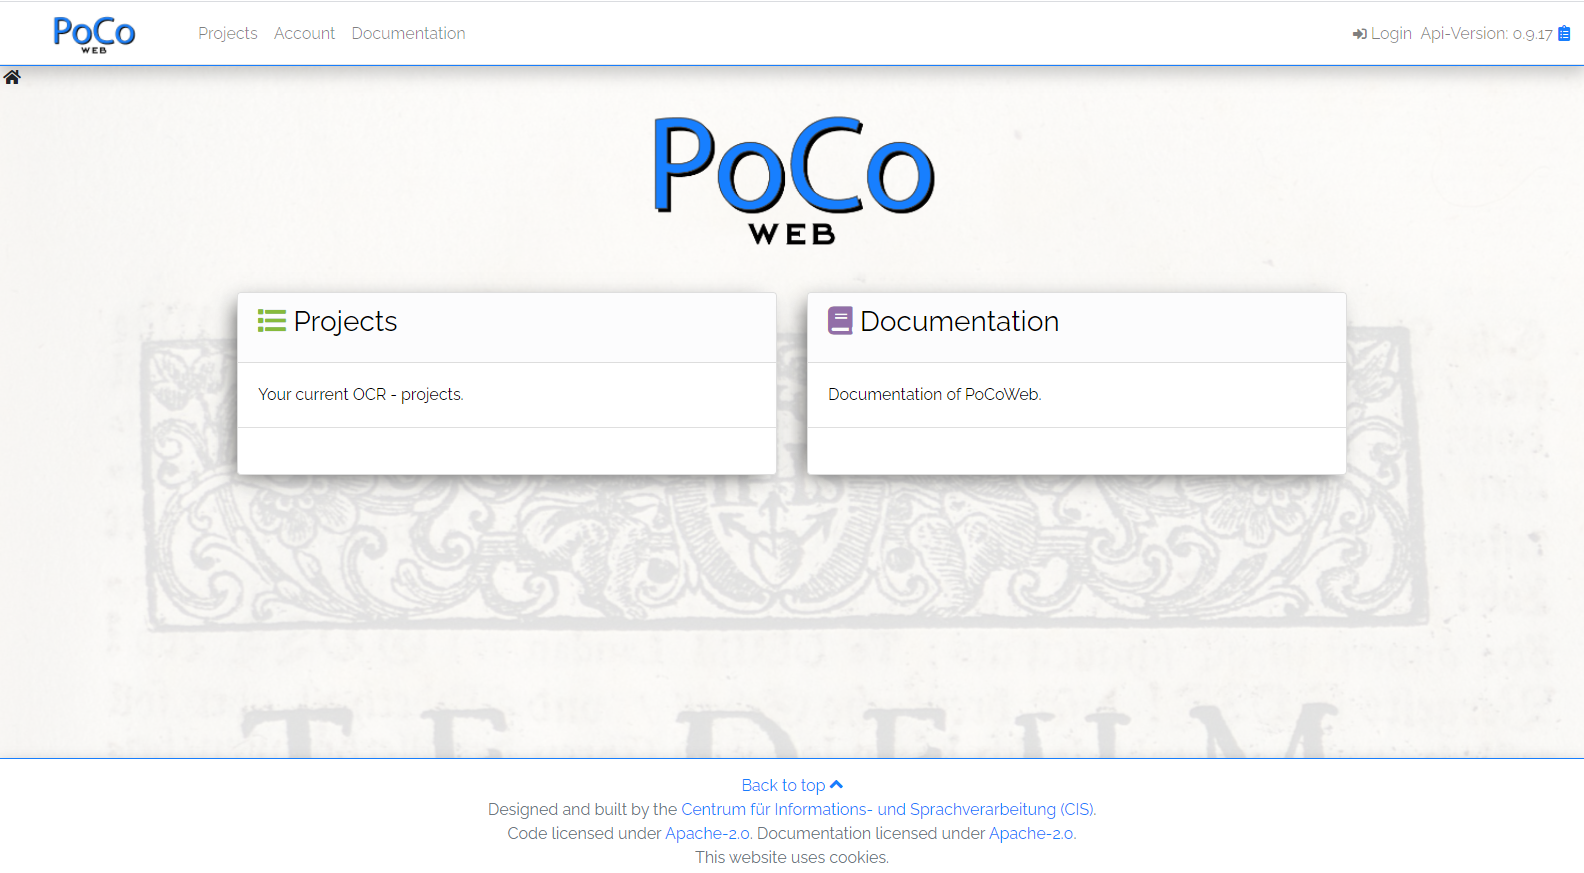 PoCo
WEB
Projects Account Documentation
Login Api-Version: 0.9.17
PoCo
WEB
Projects
Your current OCR - projects.
Documentation
Documentation of PoCoWeb.
TE DEUM
Back to top
Designed and built by the Centrum für Informations- und Sprachverarbeitung (CIS).
Code licensed under Apache-2.0. Documentation licensed under Apache-2.0.
This website uses cookies.